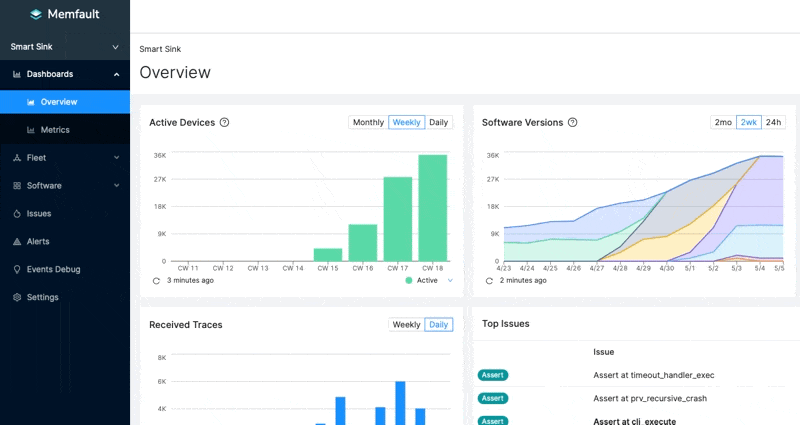 Memfault
Smart Sink
Dashboards
Overview
Metrics
Fleet
Software
Issues
Alerts
Events Debug
Settings
Smart Sink
Overview
Active Devices
Monthly Weekly Daily
36K
27K
18K
9K
0
CW 11 CW 12 CW 13 CW 14 CW 15 CW 16 CW 17 CW 18
3 minutes ago
Active
Software Versions
2mo 2wk 24h
36K
27K
18K
9K
0
4/23 4/24 4/25 4/26 4/27 4/28 4/29 4/30 5/1 5/2 5/3 5/4 5/5
2 minutes ago
Received Traces
Weekly Daily
8K
6K
4K
Top Issues
Issue
Assert Assert at timeout_handler_exec
Assert Assert at prv_recursive_crash
Assert Assert at cli_execute